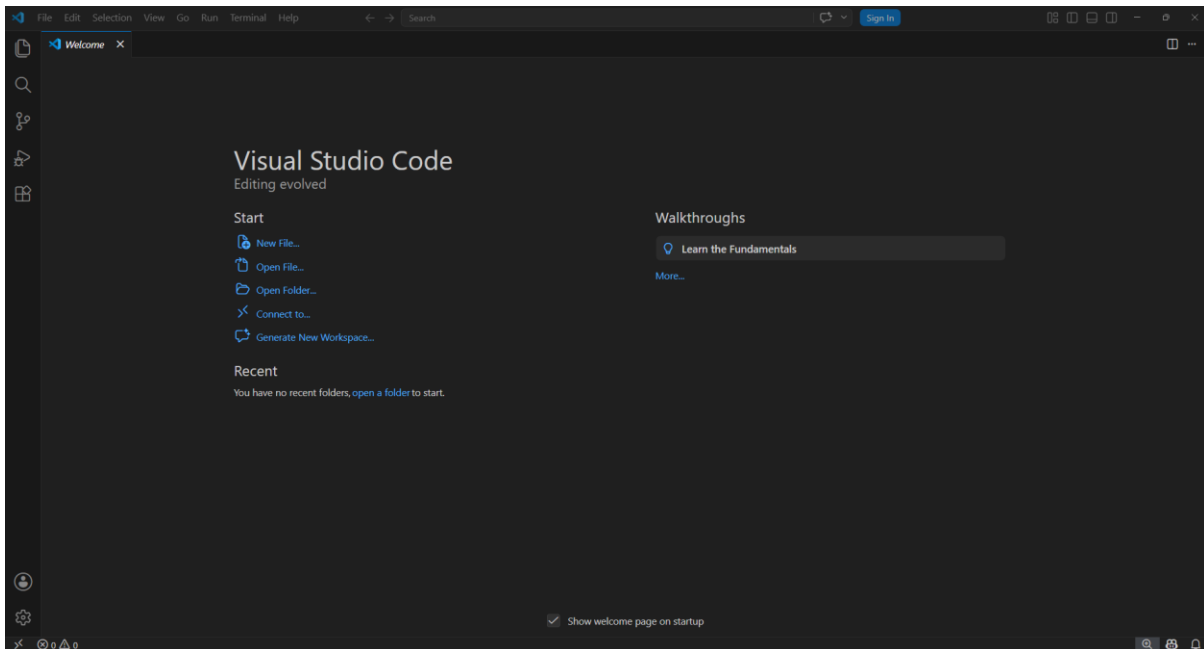 File Edit Selection View Go Run Terminal Help Search Sign In
Welcome
Visual Studio Code
Editing evolved
Start
New File...
Open File...
Open Folder...
Connect to...
Generate New Workspace...
Recent
You have no recent folders, open a folder to start.
Walkthroughs
Learn the Fundamentals
More...
Show welcome page on startup
0 0